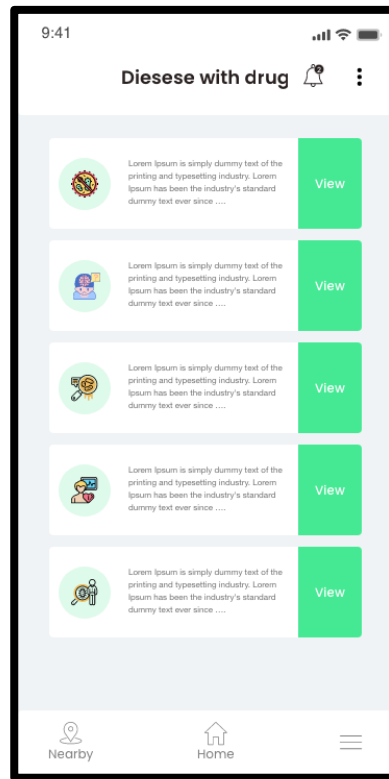 9:41
Diesese with drug
2
Lorem Ipsum is simply dummy text of the
printing and typesetting industry. Lorem
Ipsum has been the industry's standard
dummy text ever since ....
View
Lorem Ipsum is simply dummy text of the
printing and typesetting industry. Lorem
Ipsum has been the industry's standard
dummy text ever since ....
View
Lorem Ipsum is simply dummy text of the
printing and typesetting industry. Lorem
Ipsum has been the industry's standard
dummy text ever since ....
View
Lorem Ipsum is simply dummy text of the
printing and typesetting industry. Lorem
Ipsum has been the industry's standard
dummy text ever since ....
View
Lorem Ipsum is simply dummy text of the
printing and typesetting industry. Lorem
Ipsum has been the industry's standard
dummy text ever since ....
View
Nearby
Home